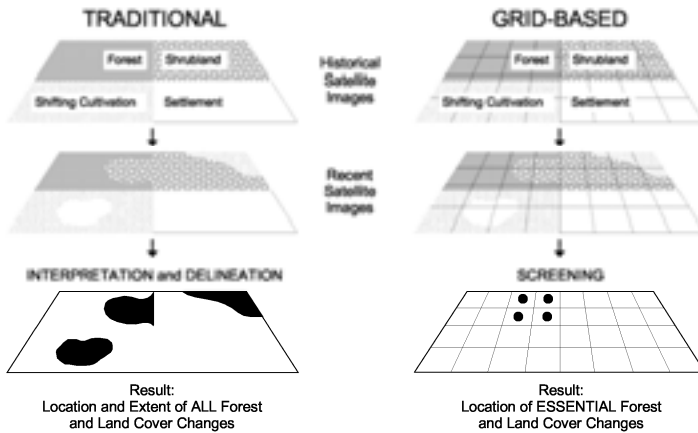 TRADITIONAL
Forest
Shrubland
Shifting Cultivation
Settlement
INTERPRETATION and DELINEATION
Result:
Location and Extent of ALL Forest
and Land Cover Changes
Historical
Satellite
Images
Recent
Satellite
Images
GRID-BASED
Forest
Shrubland
Shifting Cultivation
Settlement
SCREENING
Result:
Location of ESSENTIAL Forest
and Land Cover Changes